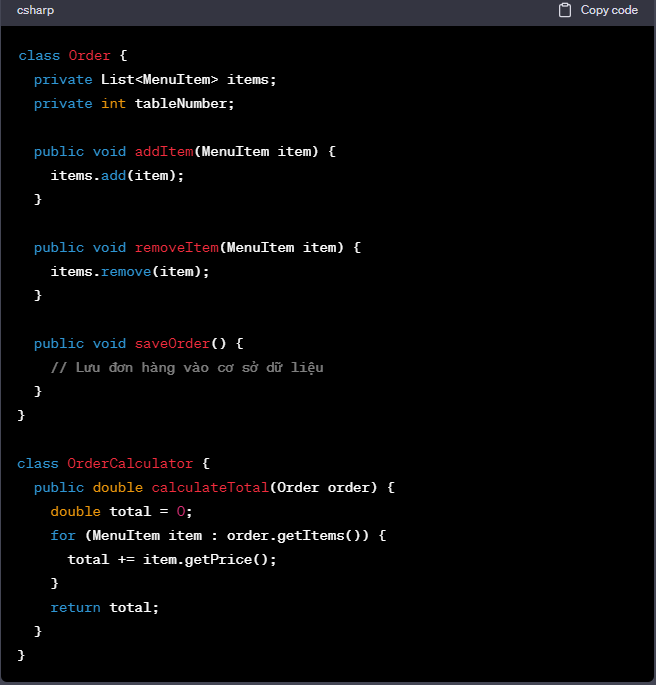 csharp
Copy code
class Order {
  private List<MenuItem> items;
  private int tableNumber;

  public void addItem(MenuItem item) {
    items.add(item);
  }

  public void removeItem(MenuItem item) {
    items.remove(item);
  }

  public void saveOrder() {
    // Lưu đơn hàng vào cơ sở dữ liệu
  }
}

class OrderCalculator {
  public double calculateTotal(Order order) {
    double total = 0;
    for (MenuItem item : order.getItems()) {
      total += item.getPrice();
    }
    return total;
  }
}